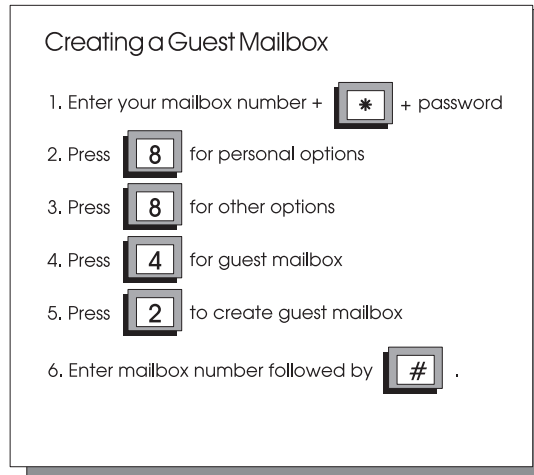 Creating a Guest Mailbox
1. Enter your mailbox number + * + password
2. Press 8 for personal options
3. Press 8 for other options
4. Press 4 for guest mailbox
5. Press 2 to create guest mailbox
6. Enter mailbox number followed by # .